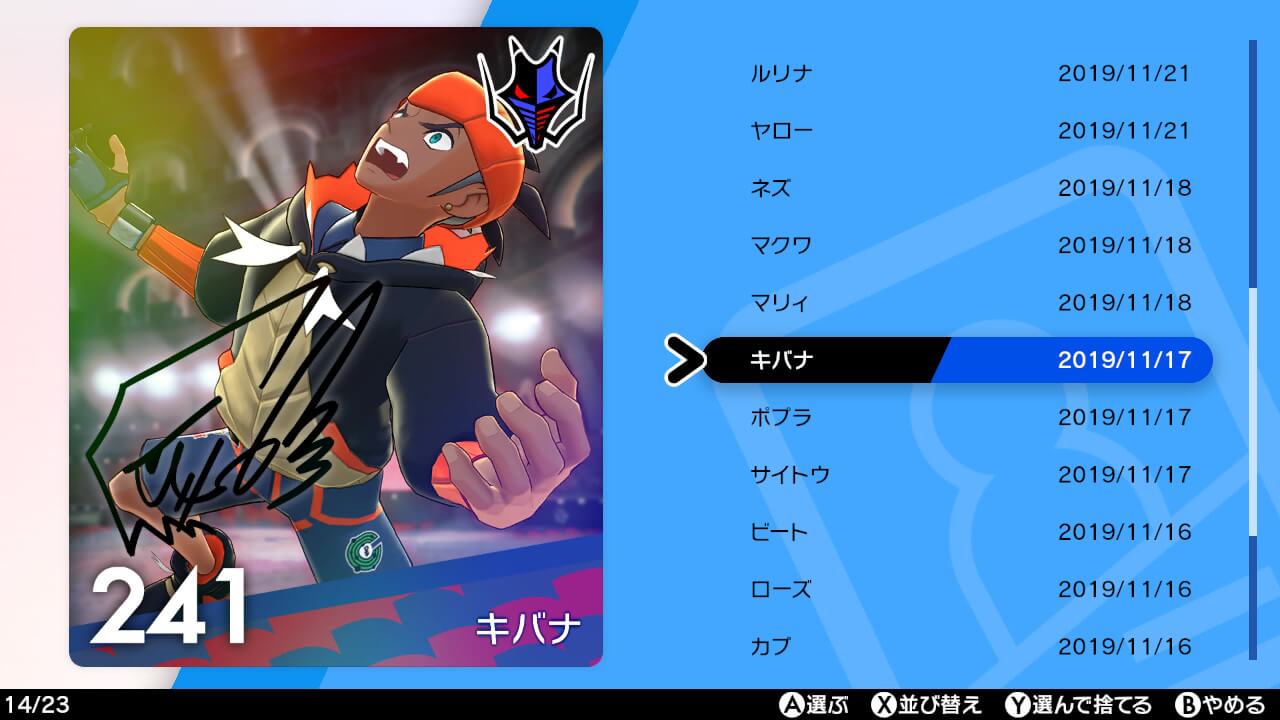 241
キバナ
ルリナ 2019/11/21
ヤロー 2019/11/21
ネズ 2019/11/18
マクワ 2019/11/18
マリィ 2019/11/18
キバナ 2019/11/17
ポプラ 2019/11/17
サイトウ 2019/11/17
ビート 2019/11/16
ローズ 2019/11/16
カブ 2019/11/16
14/23 A選ぶ X並び替え Y選んで捨てる Bやめる